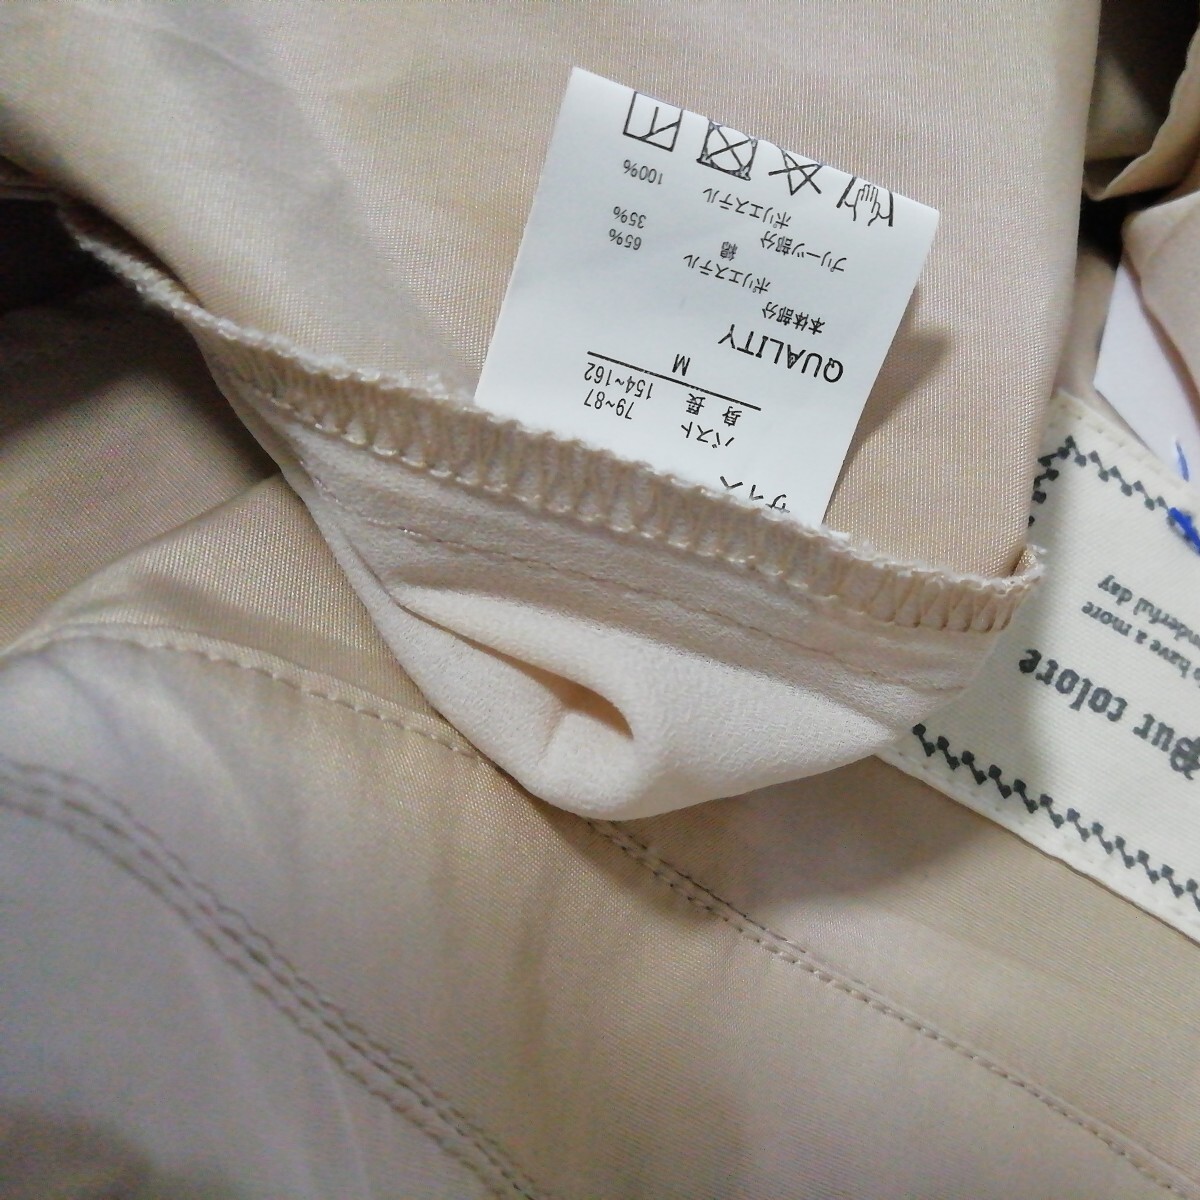 サイズ
バスト 79~87
身長 154~162
M
QUALITY
本体部分
ポリエステル 65%
綿 35%
プリーツ部分
ポリエステル 100%
Pur colore
have a more
day